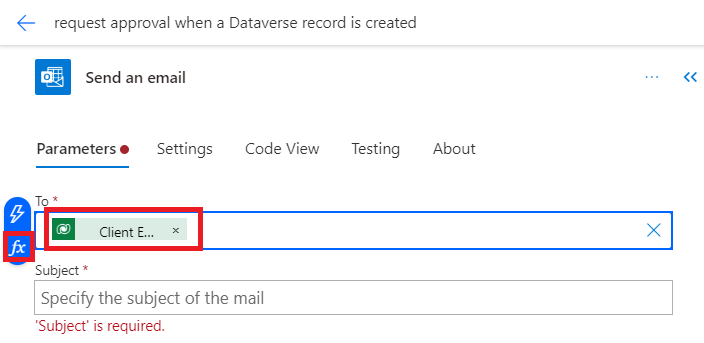 request approval when a Dataverse record is created
Send an email
Parameters Settings Code View Testing About
To *
Client E... ×
fx
Subject *
Specify the subject of the mail
'Subject' is required.